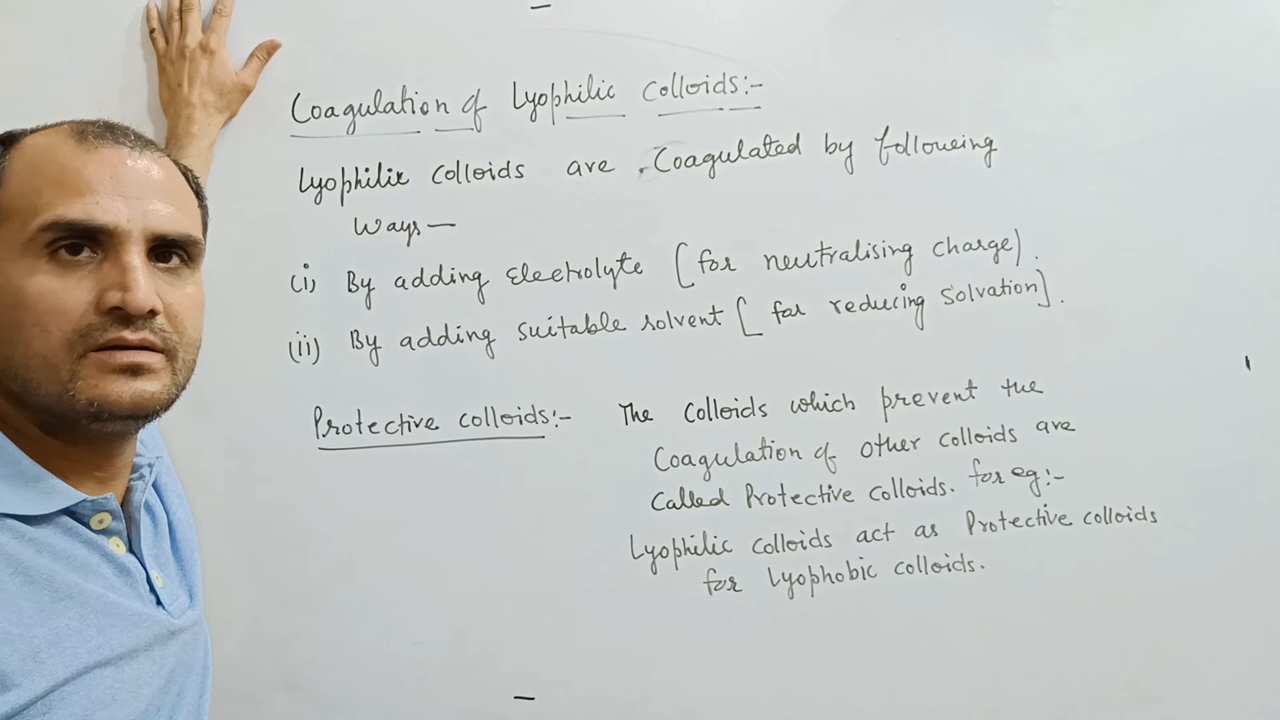 Coagulation of Lyophilic Colloids:-
Lyophilic colloids are Coagulated by following
Ways—
(i) By adding Electrolyte [for neutralising charge).
(ii) By adding suitable solvent [for reducing solvation].
Protective colloids:- The colloids which prevent the
Coagulation of other colloids are
Called Protective colloids. for eg:-
Lyophilic colloids act as Protective colloids
for Lyophobic colloids.